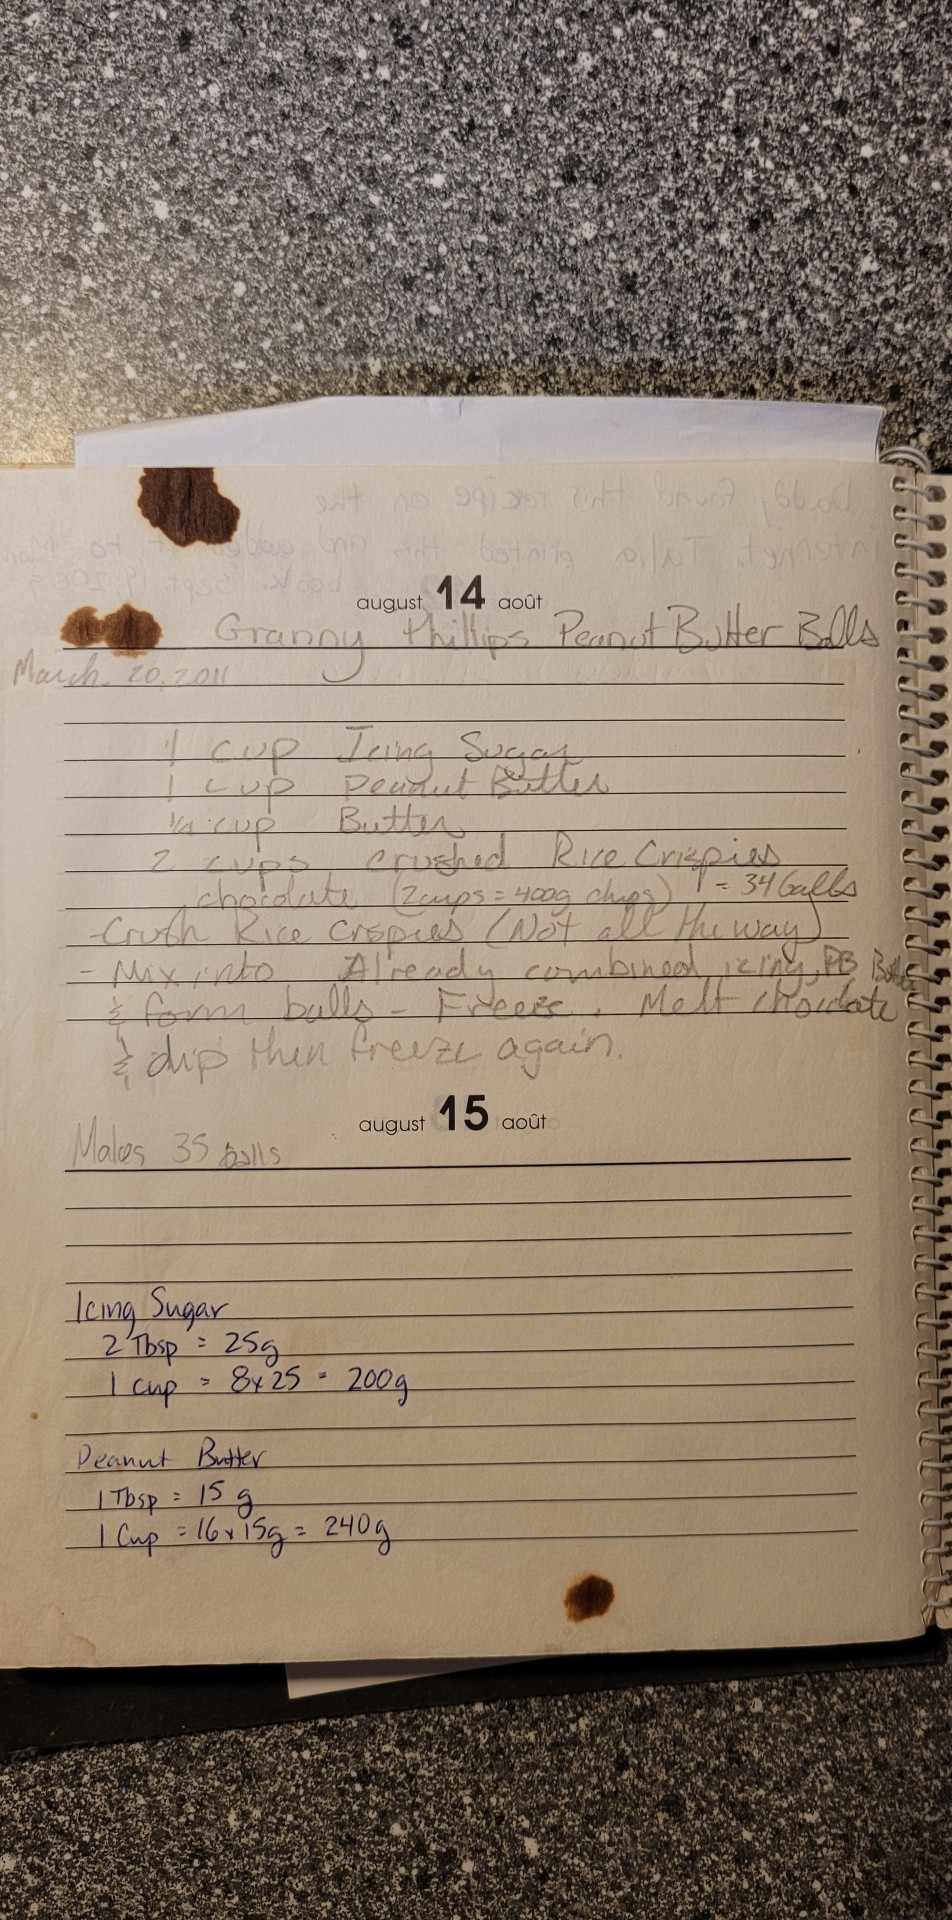 august 14 août
Granny Phillips Peanut Butter Balls
March 20, 2011
1 cup Icing Sugar
1 cup Peanut Butter
1/4 cup Butter
2 cups crushed Rice Crispies
chocolate (2cups = 400g chips) = 34 balls
- Crush Rice Crispies (Not all the way)
- Mix into Already combined icing, PB Butter
& form balls - Freeze. Melt chocolate
& dip then freeze again.
august 15 août
Makes 35 balls
Icing Sugar
2 Tbsp = 25g
1 cup = 8x25 = 200g
Peanut Butter
1 Tbsp = 15 g
1 Cup = 16 x 15g = 240g